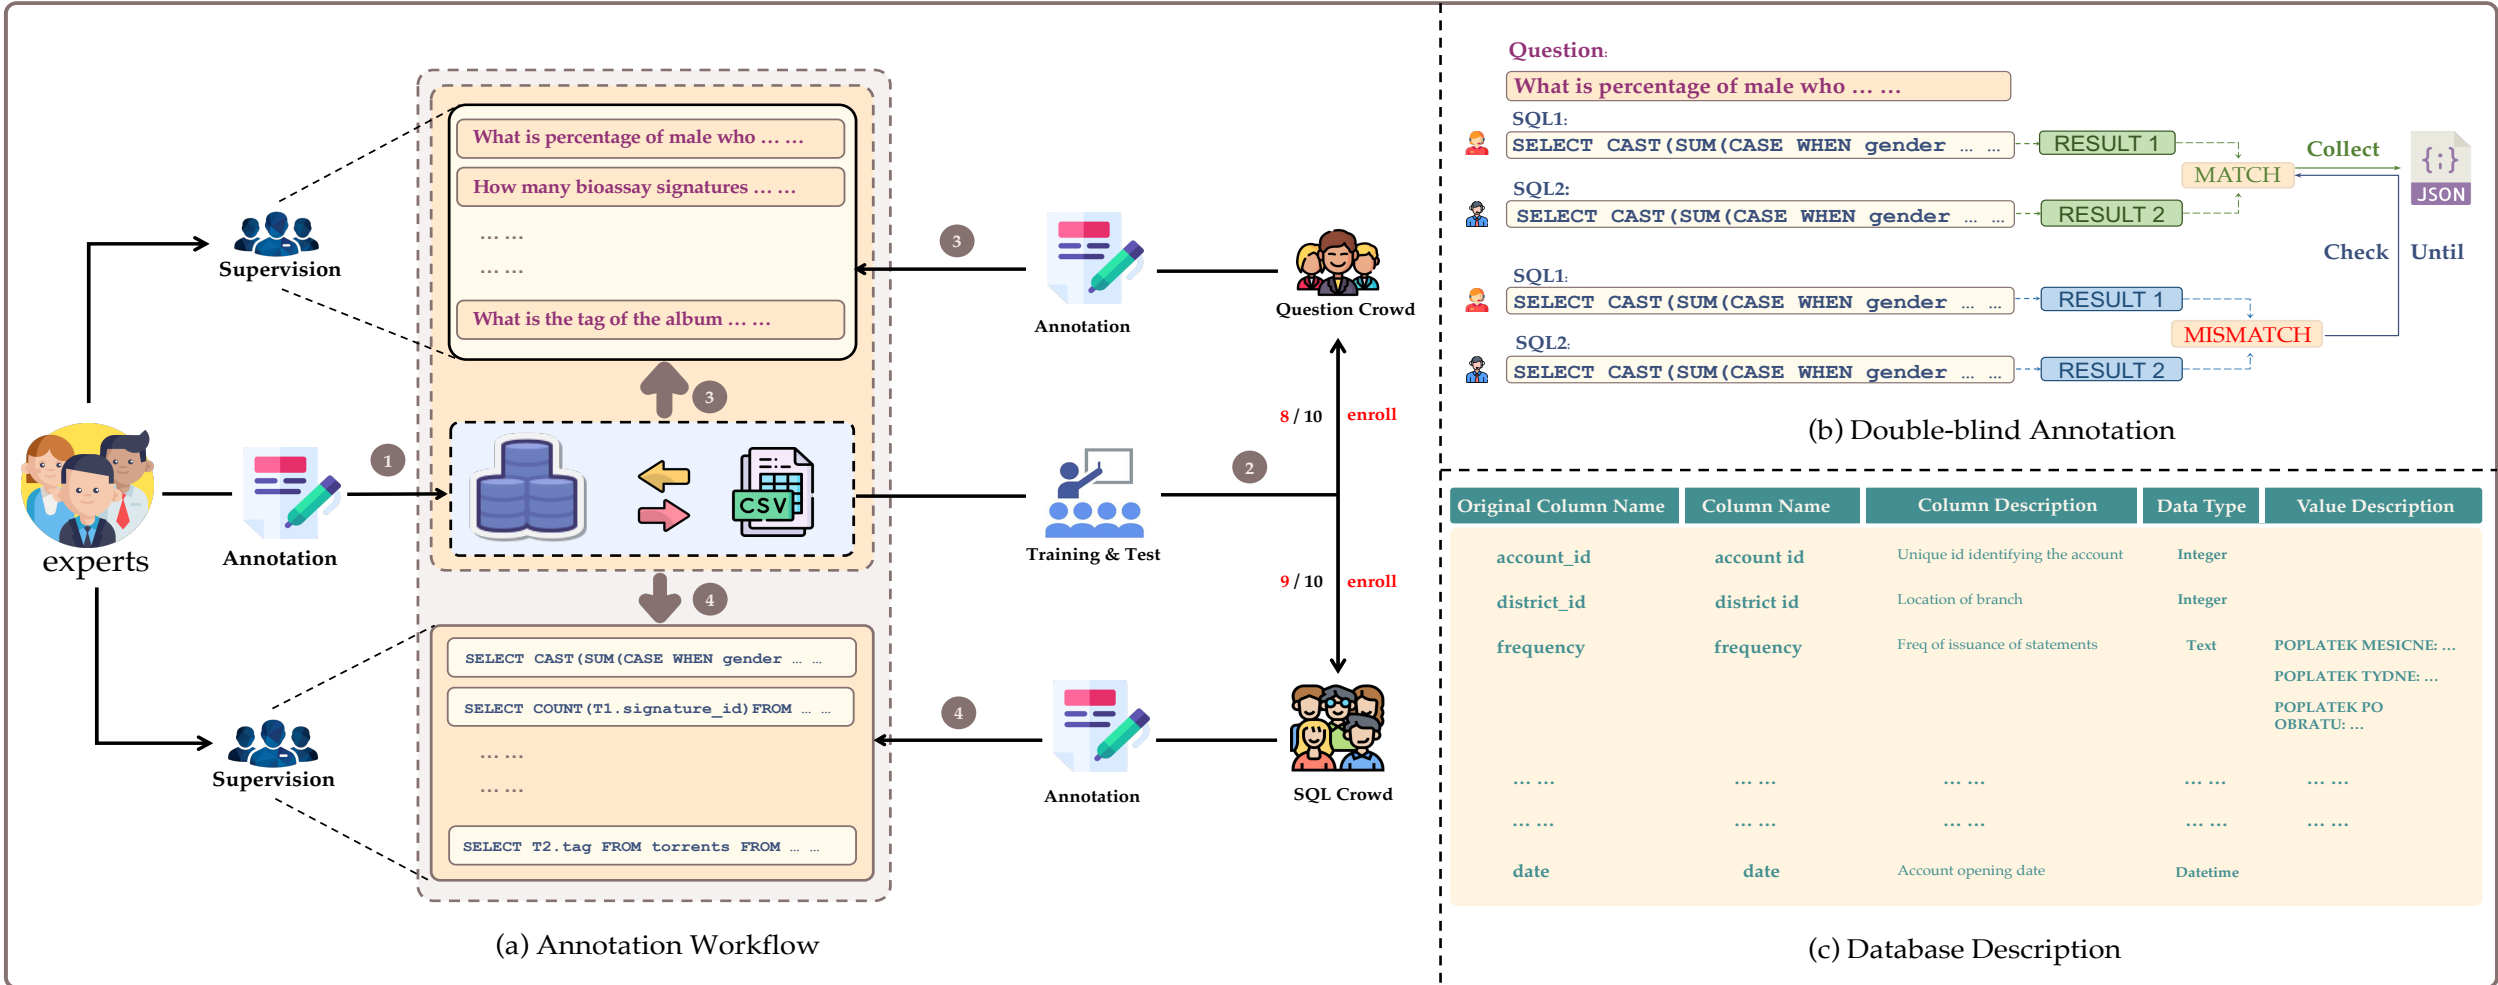 What is percentage of male who ... ...
How many bioassay signatures ... ...
... ...
... ...
What is the tag of the album ... ...
Supervision
3
Annotation
Question Crowd
3
8 / 10 enroll
experts
Annotation
1
CSV
Training & Test
2
9 / 10 enroll
4
SELECT CAST(SUM(CASE WHEN gender ... ...
SELECT COUNT(T1.signature_id)FROM ... ...
... ...
... ...
SELECT T2.tag FROM torrents FROM ... ...
Supervision
4
Annotation
SQL Crowd
(a) Annotation Workflow
Question:
What is percentage of male who ... ...
SQL1:
SELECT CAST(SUM(CASE WHEN gender ... ...
RESULT 1
SQL2:
SELECT CAST(SUM(CASE WHEN gender ... ...
RESULT 2
MATCH
Collect
{;}
JSON
Check Until
SQL1:
SELECT CAST(SUM(CASE WHEN gender ... ...
RESULT 1
SQL2:
SELECT CAST(SUM(CASE WHEN gender ... ...
RESULT 2
MISMATCH
(b) Double-blind Annotation
Original Column Name Column Name Column Description Data Type Value Description
account_id account id Unique id identifying the account Integer
district_id district id Location of branch Integer
frequency frequency Freq of issuance of statements Text POPLATEK MESICNE: ...
POPLATEK TYDNE: ...
POPLATEK PO
OBRATU: ...
... ... ... ... ... ... ... ... ... ...
... ... ... ... ... ... ... ... ... ...
date date Account opening date Datetime
(c) Database Description